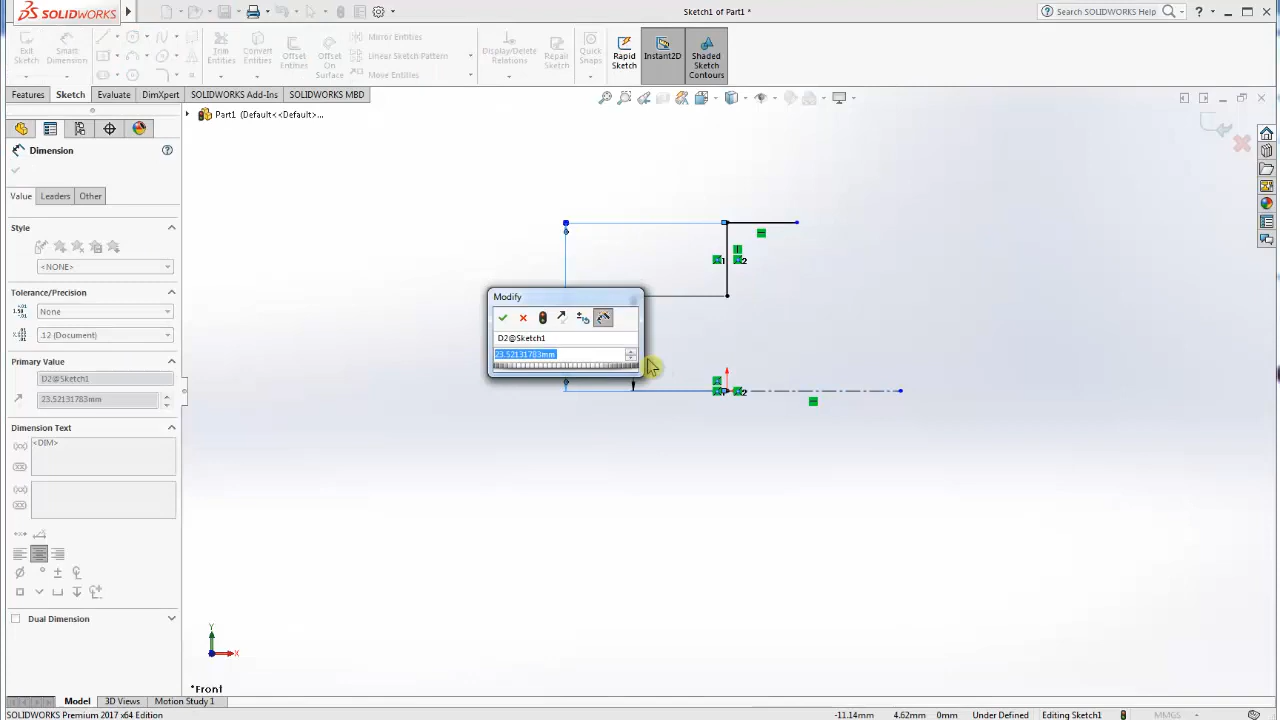 SOLIDWORKS
Sketch1 of Part1 *
Search SOLIDWORKS Help
Exit Sketch
Smart Dimension
Trim Entities
Convert Entities
Offset Entities
Offset On Surface
Mirror Entities
Linear Sketch Pattern
Move Entities
Display/Delete Relations
Repair Sketch
Quick Snaps
Rapid Sketch
Instant2D
Shaded Sketch Contours
Features
Sketch
Evaluate
DimXpert
SOLIDWORKS Add-Ins
SOLIDWORKS MBD
Part1 (Default<<Default>...
Dimension
Value
Leaders
Other
Style
<NONE>
Tolerance/Precision
None
.12 (Document)
Primary Value
D2@Sketch1
23.52131783mm
Dimension Text
<DIM>
Dual Dimension
Modify
D2@Sketch1
23.52131783mm
Y
X
*Front
Model
3D Views
Motion Study 1
SOLIDWORKS Premium 2017 x64 Edition
-11.14mm
4.62mm
0mm
Under Defined
Editing Sketch1
MMGS